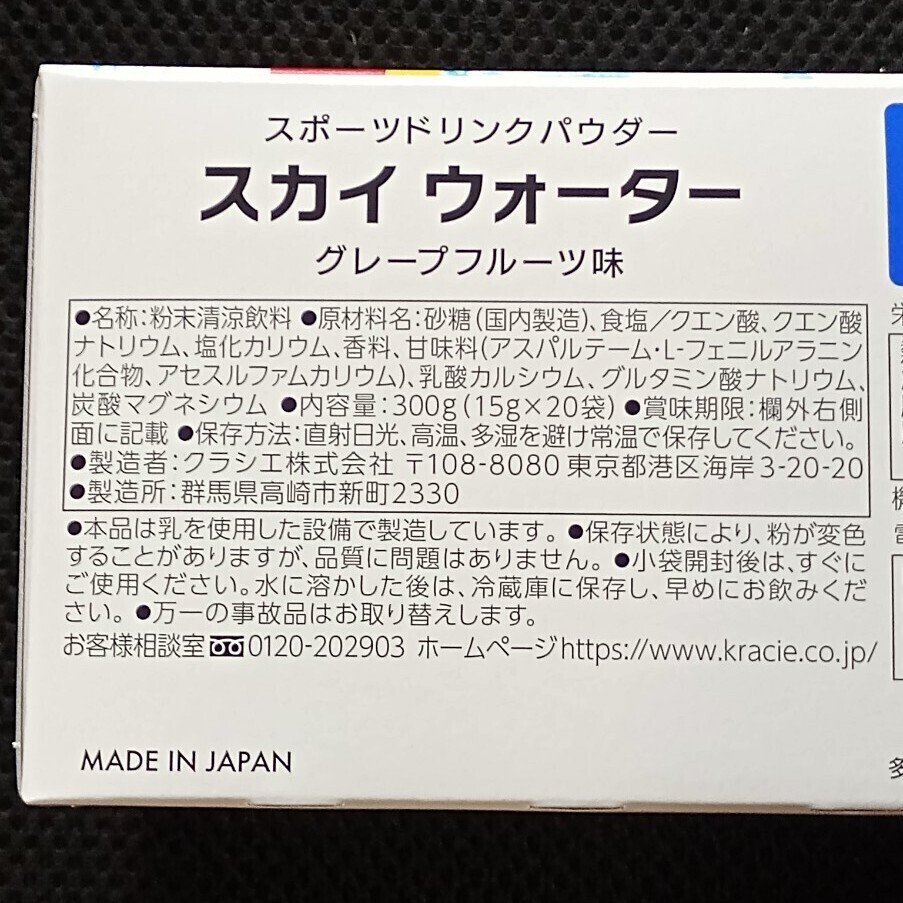 スポーツドリンクパウダー
スカイ ウォーター
グレープフルーツ味
●名称:粉末清涼飲料 ●原材料名:砂糖(国内製造)、食塩/クエン酸、クエン酸
ナトリウム、塩化カリウム、香料、甘味料(アスパルテーム・L-フェニルアラニン
化合物、アセスルファムカリウム)、乳酸カルシウム、グルタミン酸ナトリウム、
炭酸マグネシウム ●内容量:300g(15g×20袋) ●賞味期限:欄外右側
面に記載 ●保存方法:直射日光、高温、多湿を避け常温で保存してください。
●製造者:クラシエ株式会社 〒108-8080 東京都港区海岸3-20-20
●製造所:群馬県高崎市新町2330
●本品は乳を使用した設備で製造しています。 ●保存状態により、粉が変色
することがありますが、品質に問題はありません。 ●小袋開封後は、すぐに
ご使用ください。水に溶かした後は、冷蔵庫に保存し、早めにお飲みくだ
さい。 ●万一の事故品はお取り替えします。
お客様相談室 0120-202903 ホームページhttps://www.kracie.co.jp/
MADE IN JAPAN